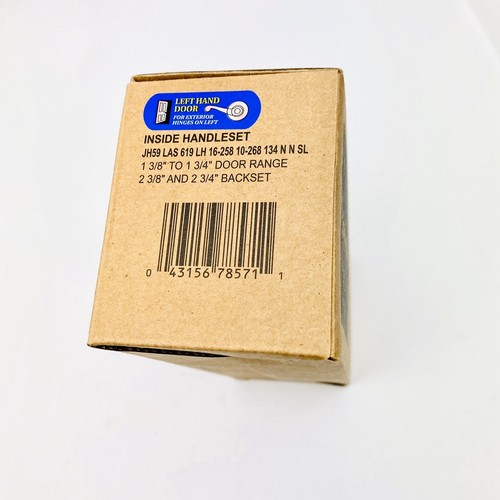 LEFT HAND
DOOR
FOR EXTERIOR
HINGES ON LEFT
INSIDE HANDLESET
JH59 LAS 619 LH 16-258 10-268 134 N N SL
1 3/8" TO 1 3/4" DOOR RANGE
2 3/8" AND 2 3/4" BACKSET
0 43156 78571 1